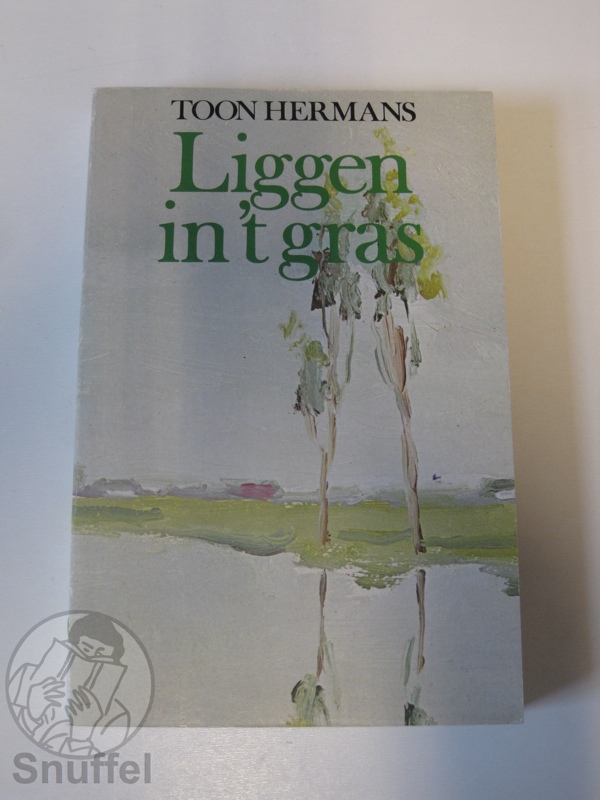 TOON HERMANS
Liggen
in 't gras
Snuffel